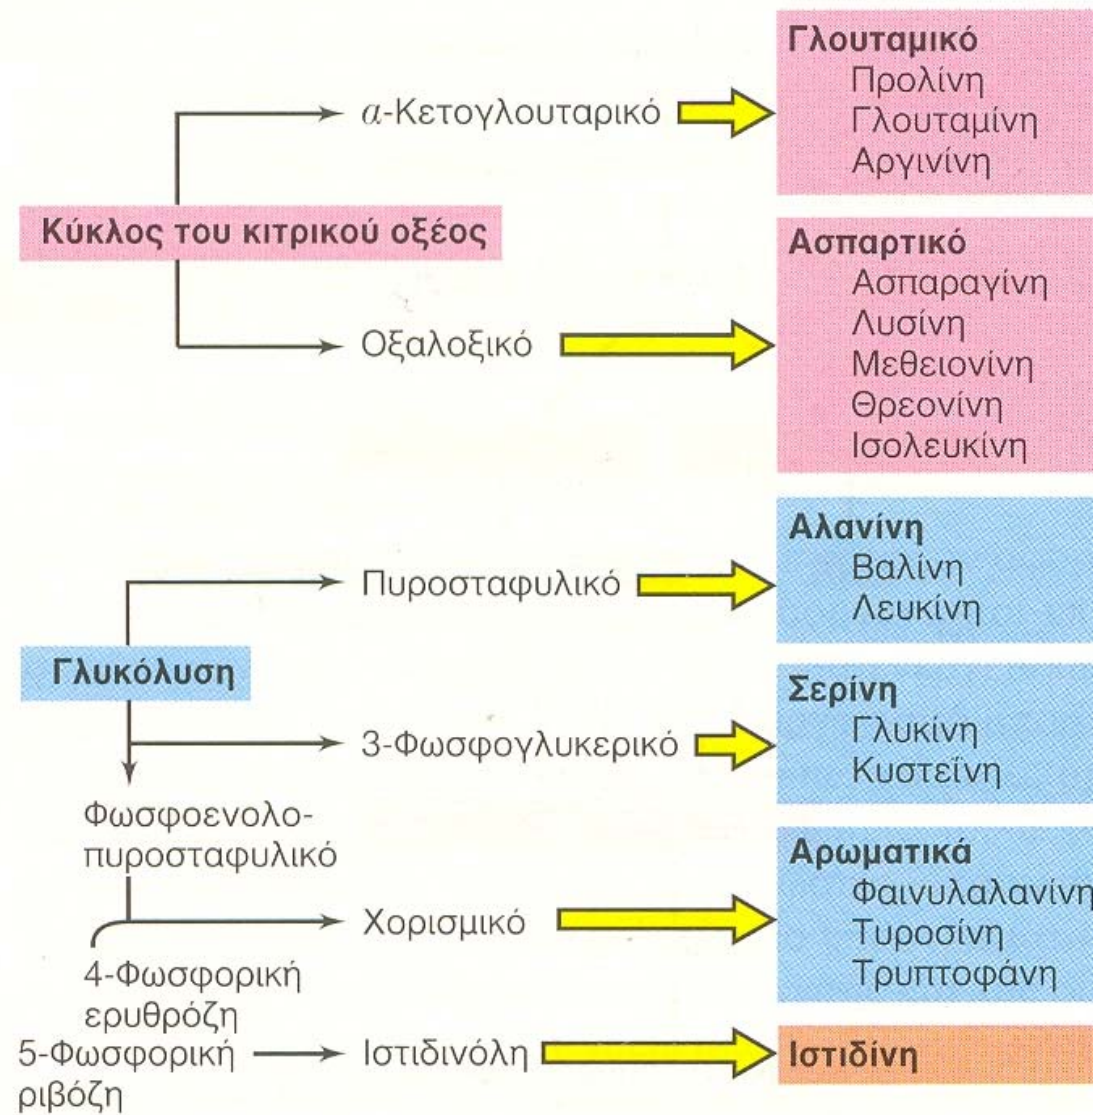 Κύκλος του κιτρικού οξέος
α-Κετογλουταρικό
Γλουταμικό
Προλίνη
Γλουταμίνη
Αργινίνη
Οξαλοξικό
Ασπαρτικό
Ασπαραγίνη
Λυσίνη
Μεθειονίνη
Θρεονίνη
Ισολευκίνη
Γλυκόλυση
Πυροσταφυλικό
Αλανίνη
Βαλίνη
Λευκίνη
3-Φωσφογλυκερικό
Σερίνη
Γλυκίνη
Κυστεΐνη
Φωσφοενολο-
πυροσταφυλικό
4-Φωσφορική
ερυθρόζη
Χορισμικό
Αρωματικά
Φαινυλαλανίνη
Τυροσίνη
Τρυπτοφάνη
5-Φωσφορική
ριβόζη
Ιστιδινόλη
Ιστιδίνη